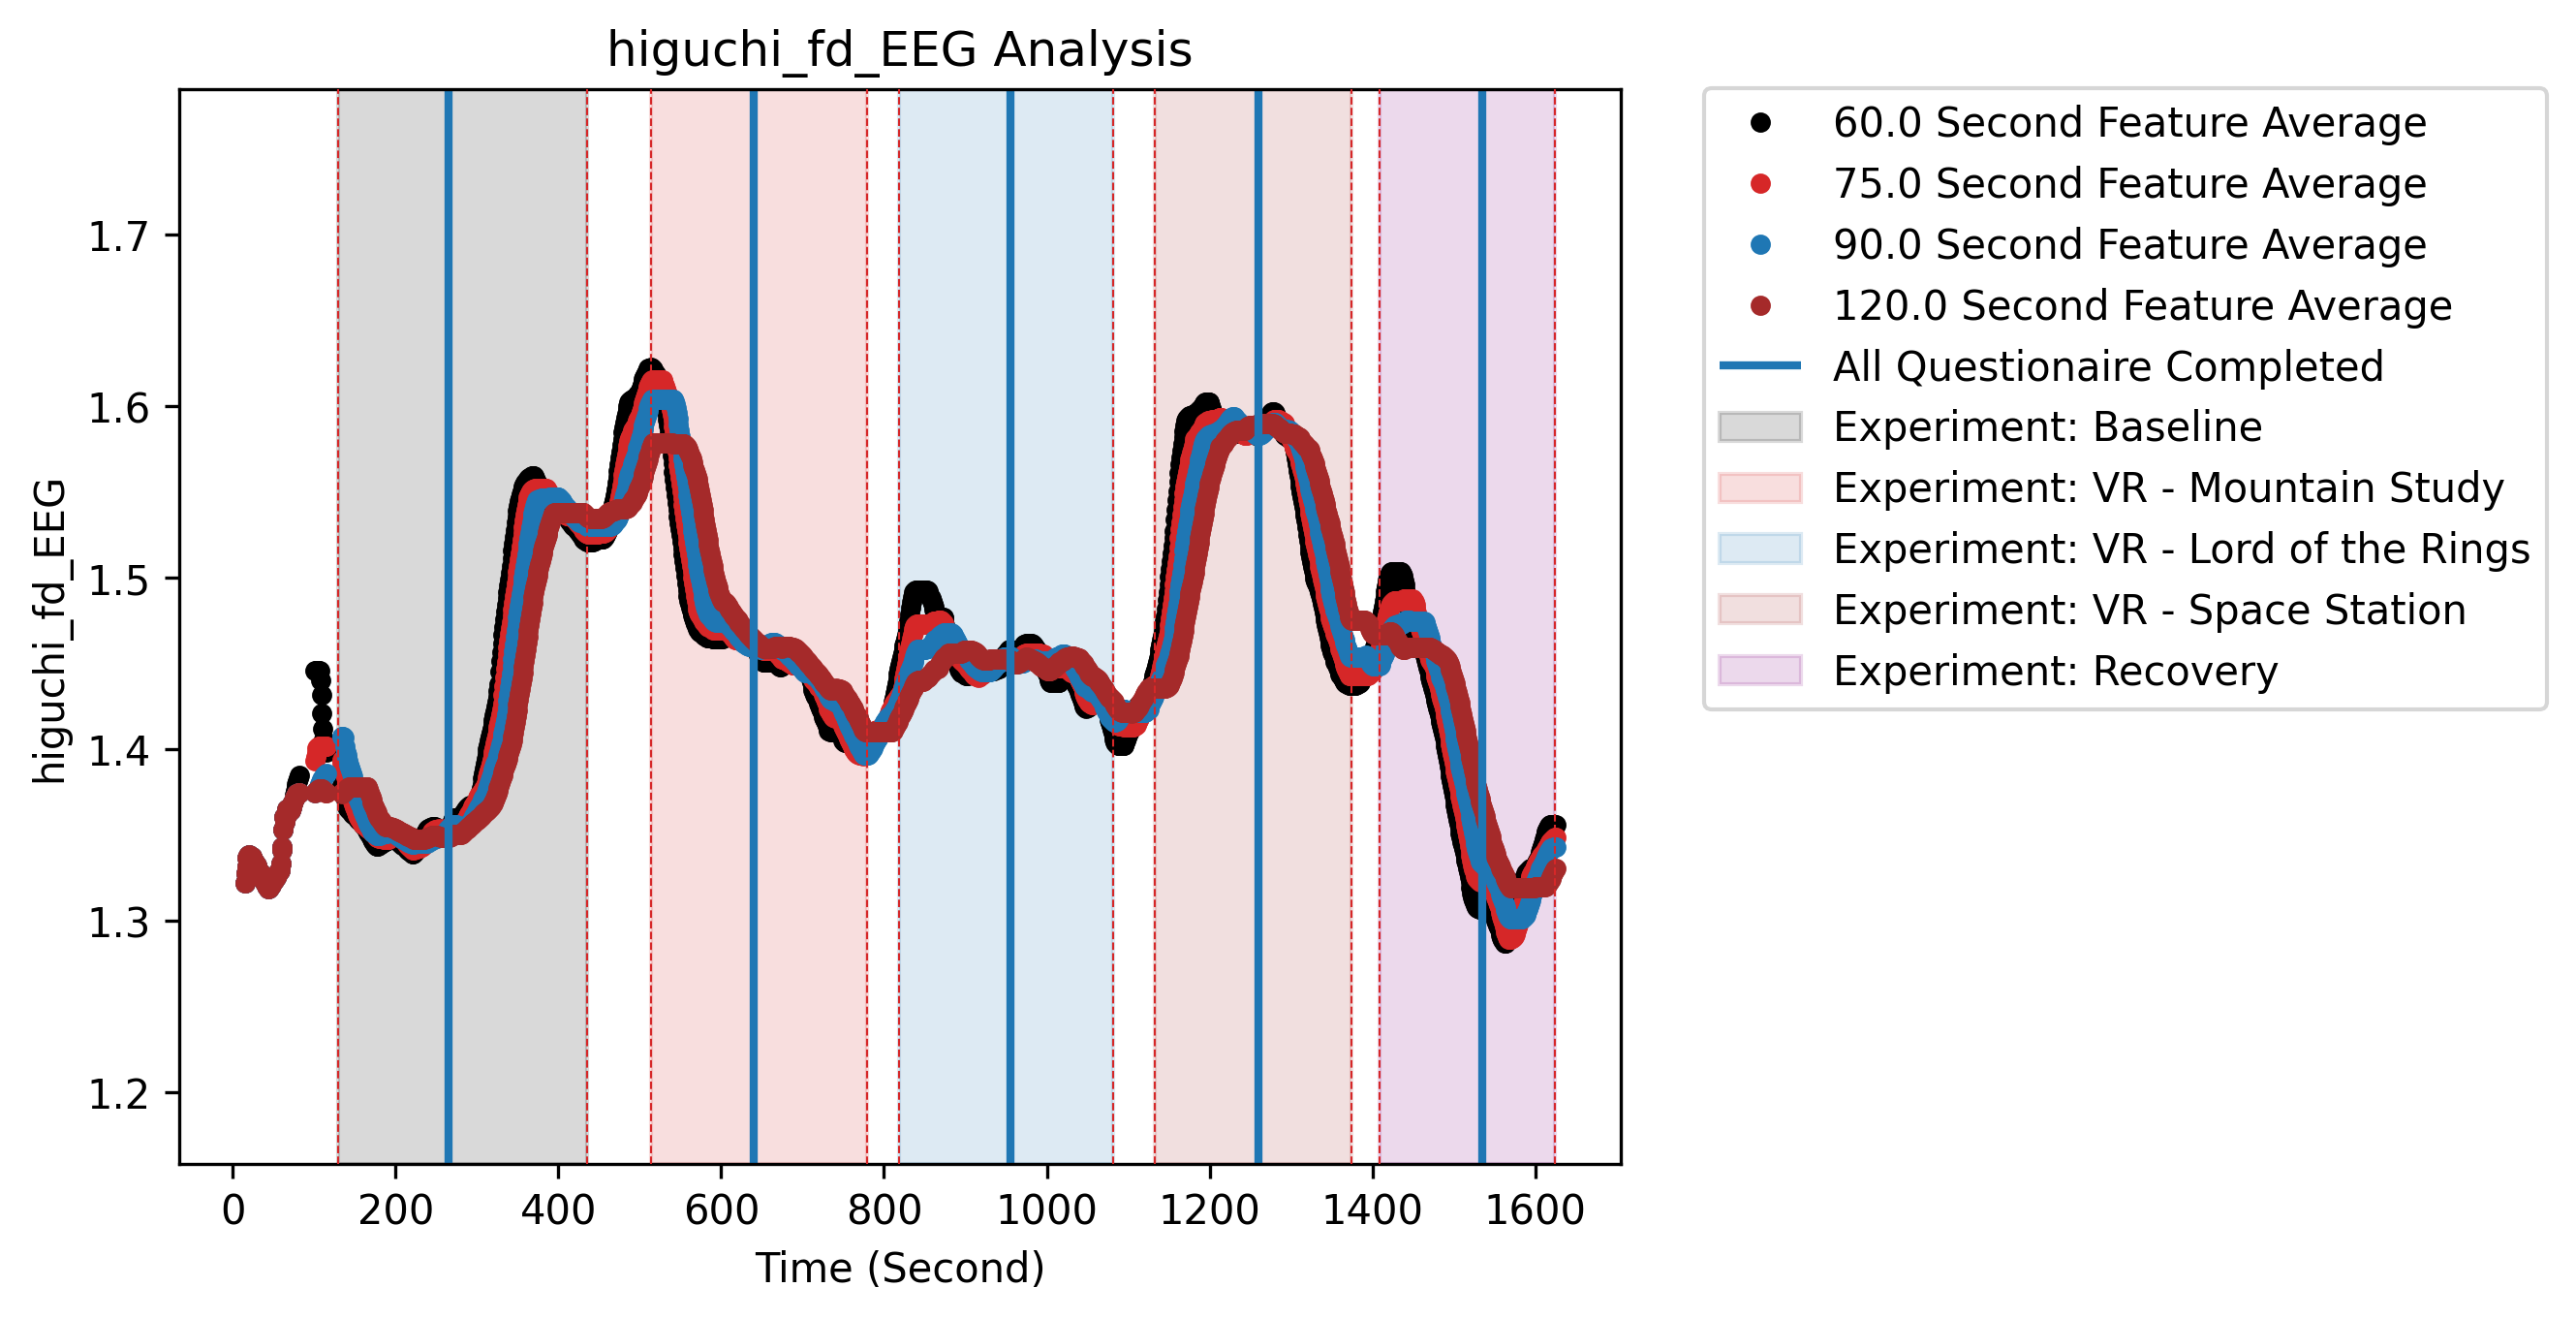 higuchi_fd_EEG Analysis
higuchi_fd_EEG
1.7
1.6
1.5
1.4
1.3
1.2
0 200 400 600 800 1000 1200 1400 1600
Time (Second)
60.0 Second Feature Average
75.0 Second Feature Average
90.0 Second Feature Average
120.0 Second Feature Average
All Questionaire Completed
Experiment: Baseline
Experiment: VR - Mountain Study
Experiment: VR - Lord of the Rings
Experiment: VR - Space Station
Experiment: Recovery